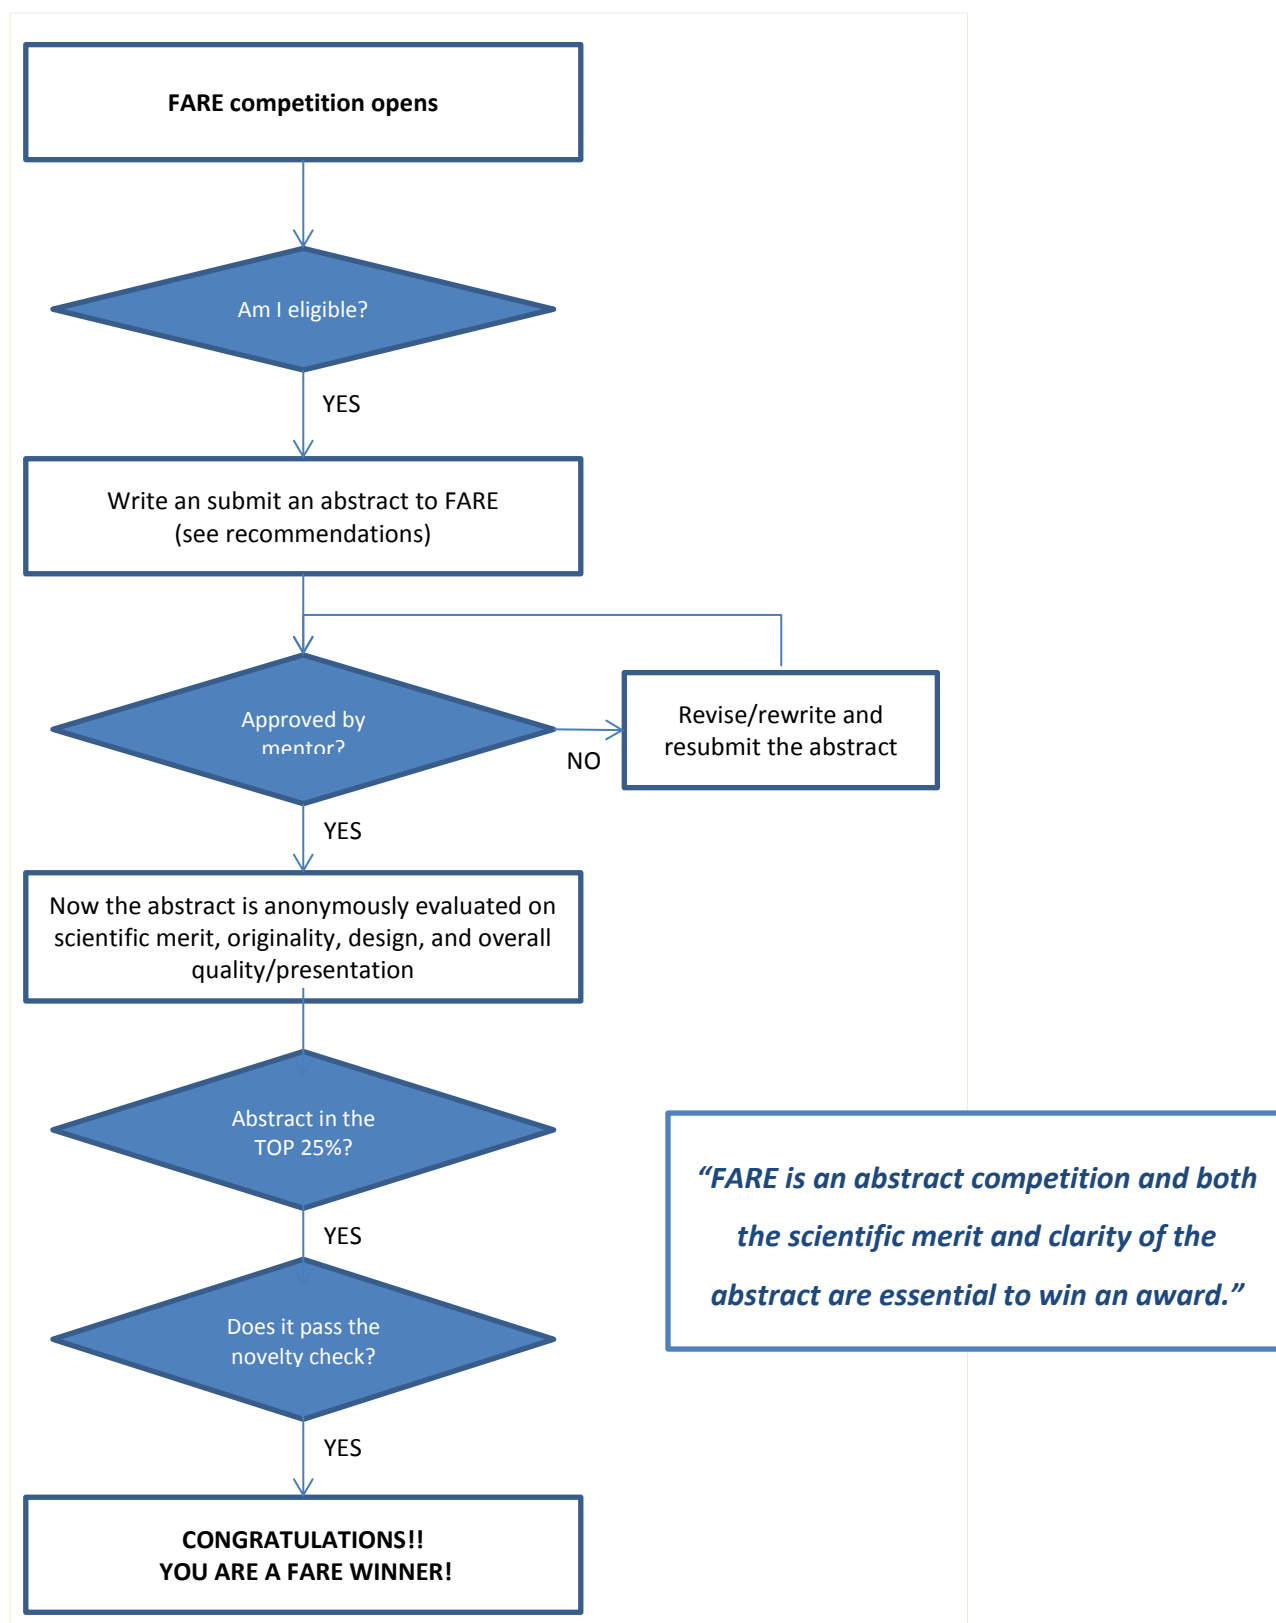 FARE competition opens
Am I eligible?
YES
Write an submit an abstract to FARE
(see recommendations)
Approved by
mentor?
NO
Revise/rewrite and
resubmit the abstract
YES
Now the abstract is anonymously evaluated on
scientific merit, originality, design, and overall
quality/presentation
Abstract in the
TOP 25%?
“FARE is an abstract competition and both
the scientific merit and clarity of the
abstract are essential to win an award.”
YES
Does it pass the
novelty check?
YES
CONGRATULATIONS!!
YOU ARE A FARE WINNER!